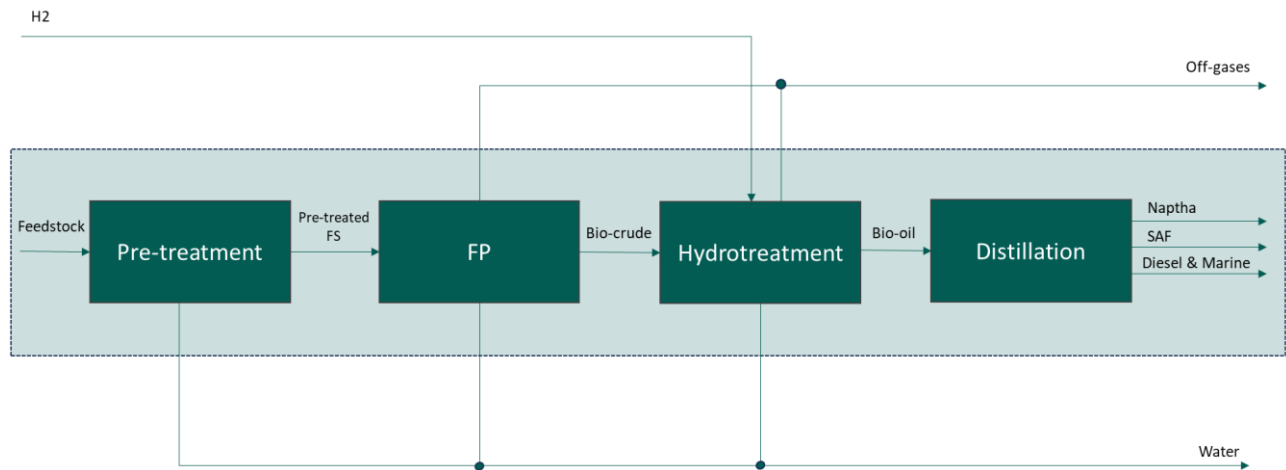 H2
Off-gases
Feedstock
Pre-treatment
Pre-treated
FS
FP
Bio-crude
Hydrotreatment
Bio-oil
Distillation
Naptha
SAF
Diesel & Marine
Water